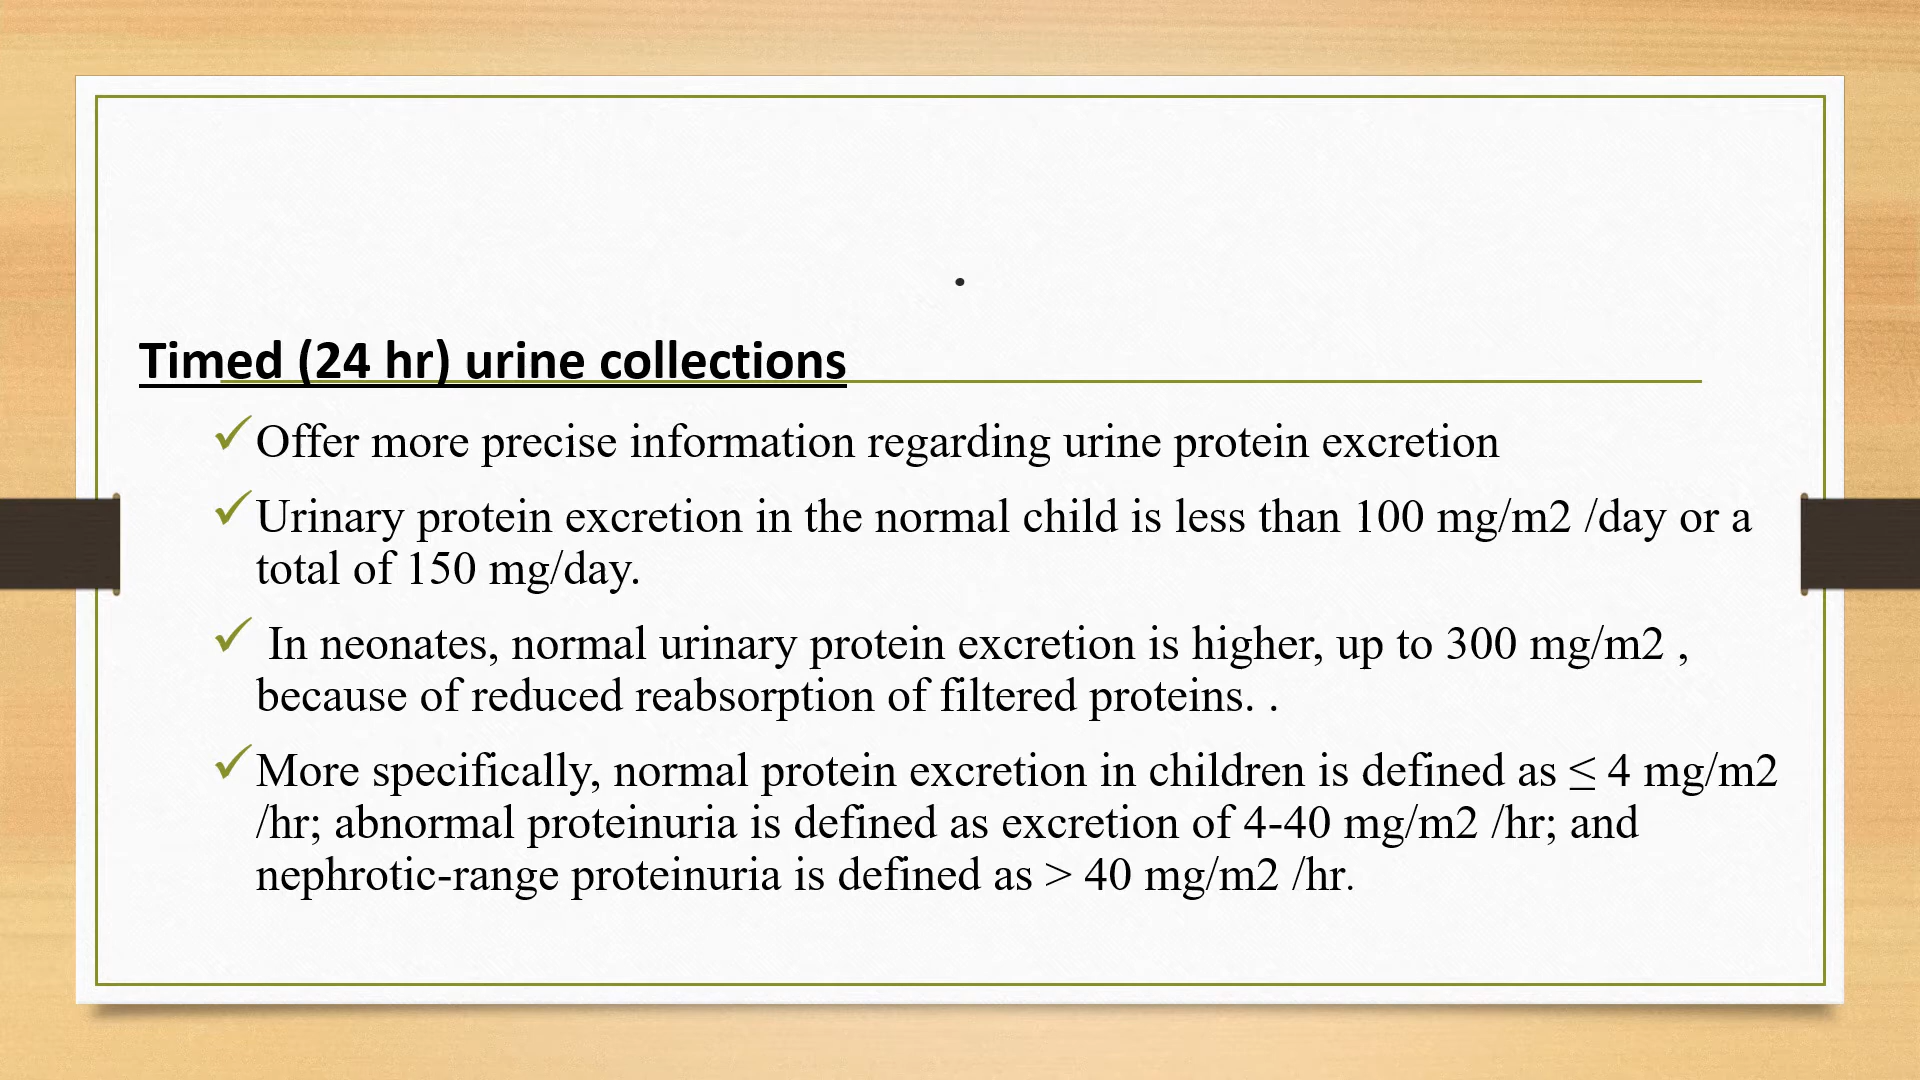 .
Timed (24 hr) urine collections
✓Offer more precise information regarding urine protein excretion
✓Urinary protein excretion in the normal child is less than 100 mg/m2 /day or a
total of 150 mg/day.
✓ In neonates, normal urinary protein excretion is higher, up to 300 mg/m2 ,
because of reduced reabsorption of filtered proteins. .
✓More specifically, normal protein excretion in children is defined as ≤ 4 mg/m2
/hr; abnormal proteinuria is defined as excretion of 4-40 mg/m2 /hr; and
nephrotic-range proteinuria is defined as > 40 mg/m2 /hr.